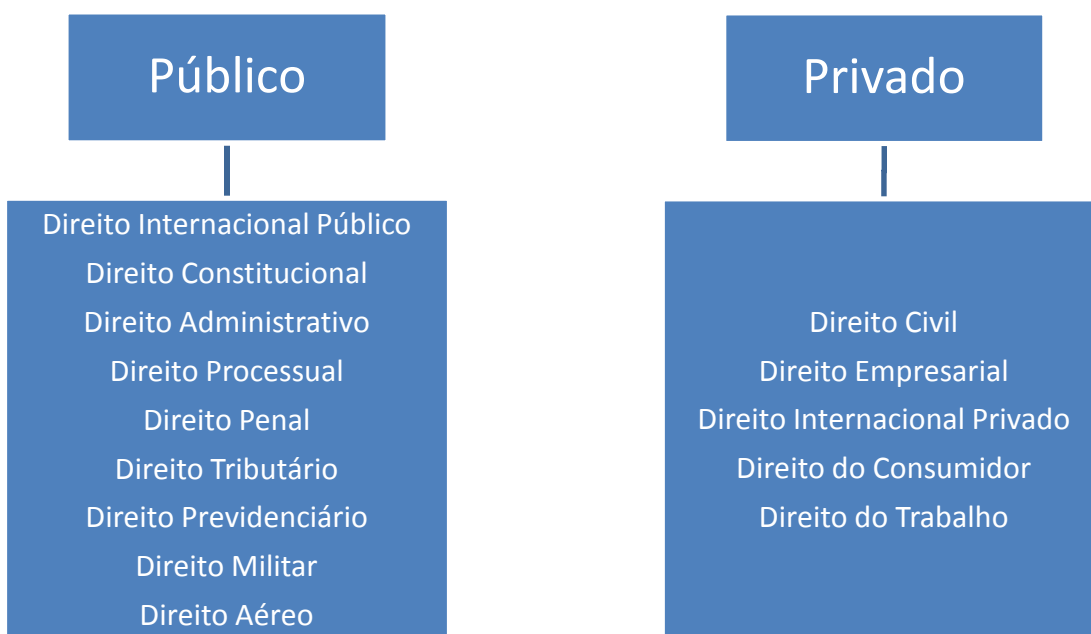 Público
Direito Internacional Público
Direito Constitucional
Direito Administrativo
Direito Processual
Direito Penal
Direito Tributário
Direito Previdenciário
Direito Militar
Direito Aéreo
Privado
Direito Civil
Direito Empresarial
Direito Internacional Privado
Direito do Consumidor
Direito do Trabalho